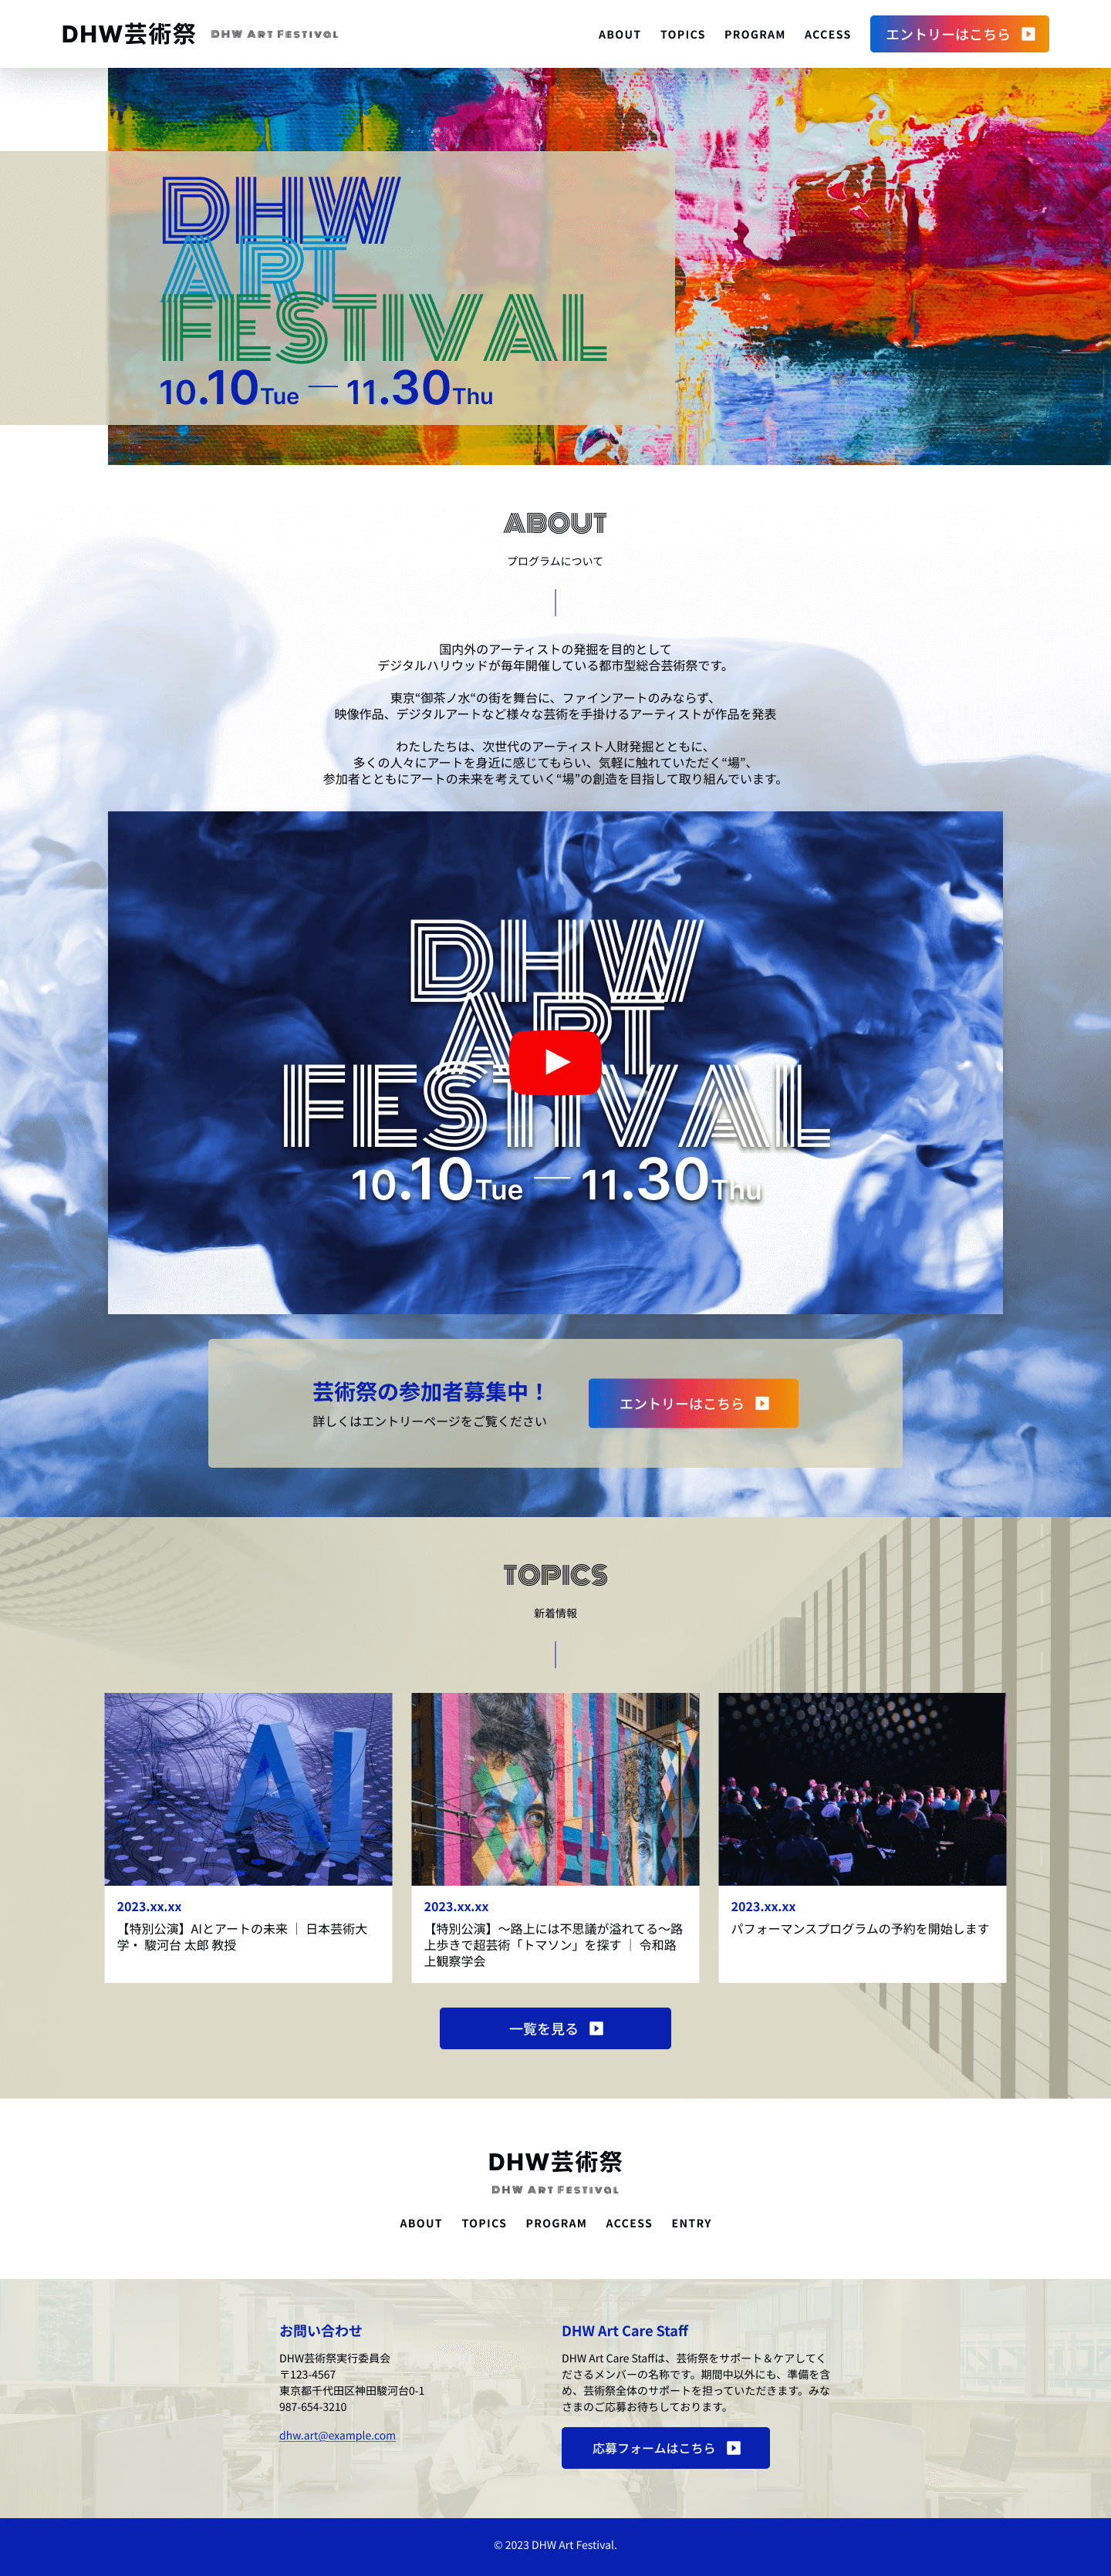 DHW芸術祭 DHW ART FESTIVAL ABOUT TOPICS PROGRAM ACCESS エントリーはこちら
DHW
ART
FESTIVAL
10.10Tue — 11.30Thu
ABOUT
プログラムについて
国内外のアーティストの発掘を目的として
デジタルハリウッドが毎年開催している都市型総合芸術祭です。
東京“御茶ノ水“の街を舞台に、ファインアートのみならず、
映像作品、デジタルアートなど様々な芸術を手掛けるアーティストが作品を発表
わたしたちは、次世代のアーティスト人財発掘とともに、
多くの人々にアートを身近に感じてもらい、気軽に触れていただく“場”、
参加者とともにアートの未来を考えていく“場”の創造を目指して取り組んでいます。
DHW
ART
FESTIVAL
10.10Tue — 11.30Thu
芸術祭の参加者募集中！
詳しくはエントリーページをご覧ください
エントリーはこちら
TOPICS
新着情報
AI
2023.xx.xx
【特別公演】AIとアートの未来 ｜ 日本芸術大
学・ 駿河台 太郎 教授
2023.xx.xx
【特別公演】〜路上には不思議が溢れてる〜路
上歩きで超芸術「トマソン」を探す ｜ 令和路
上観察学会
2023.xx.xx
パフォーマンスプログラムの予約を開始します
一覧を見る
DHW芸術祭
DHW ART FESTIVAL
ABOUT TOPICS PROGRAM ACCESS ENTRY
お問い合わせ
DHW芸術祭実行委員会
〒123-4567
東京都千代田区神田駿河台0-1
987-654-3210
dhw.art@example.com
DHW Art Care Staff
DHW Art Care Staffは、芸術祭をサポート＆ケアしてく
ださるメンバーの名称です。期間中以外にも、準備を含
め、芸術祭全体のサポートを担っていただきます。みな
さまのご応募お待ちしております。
応募フォームはこちら
© 2023 DHW Art Festival.